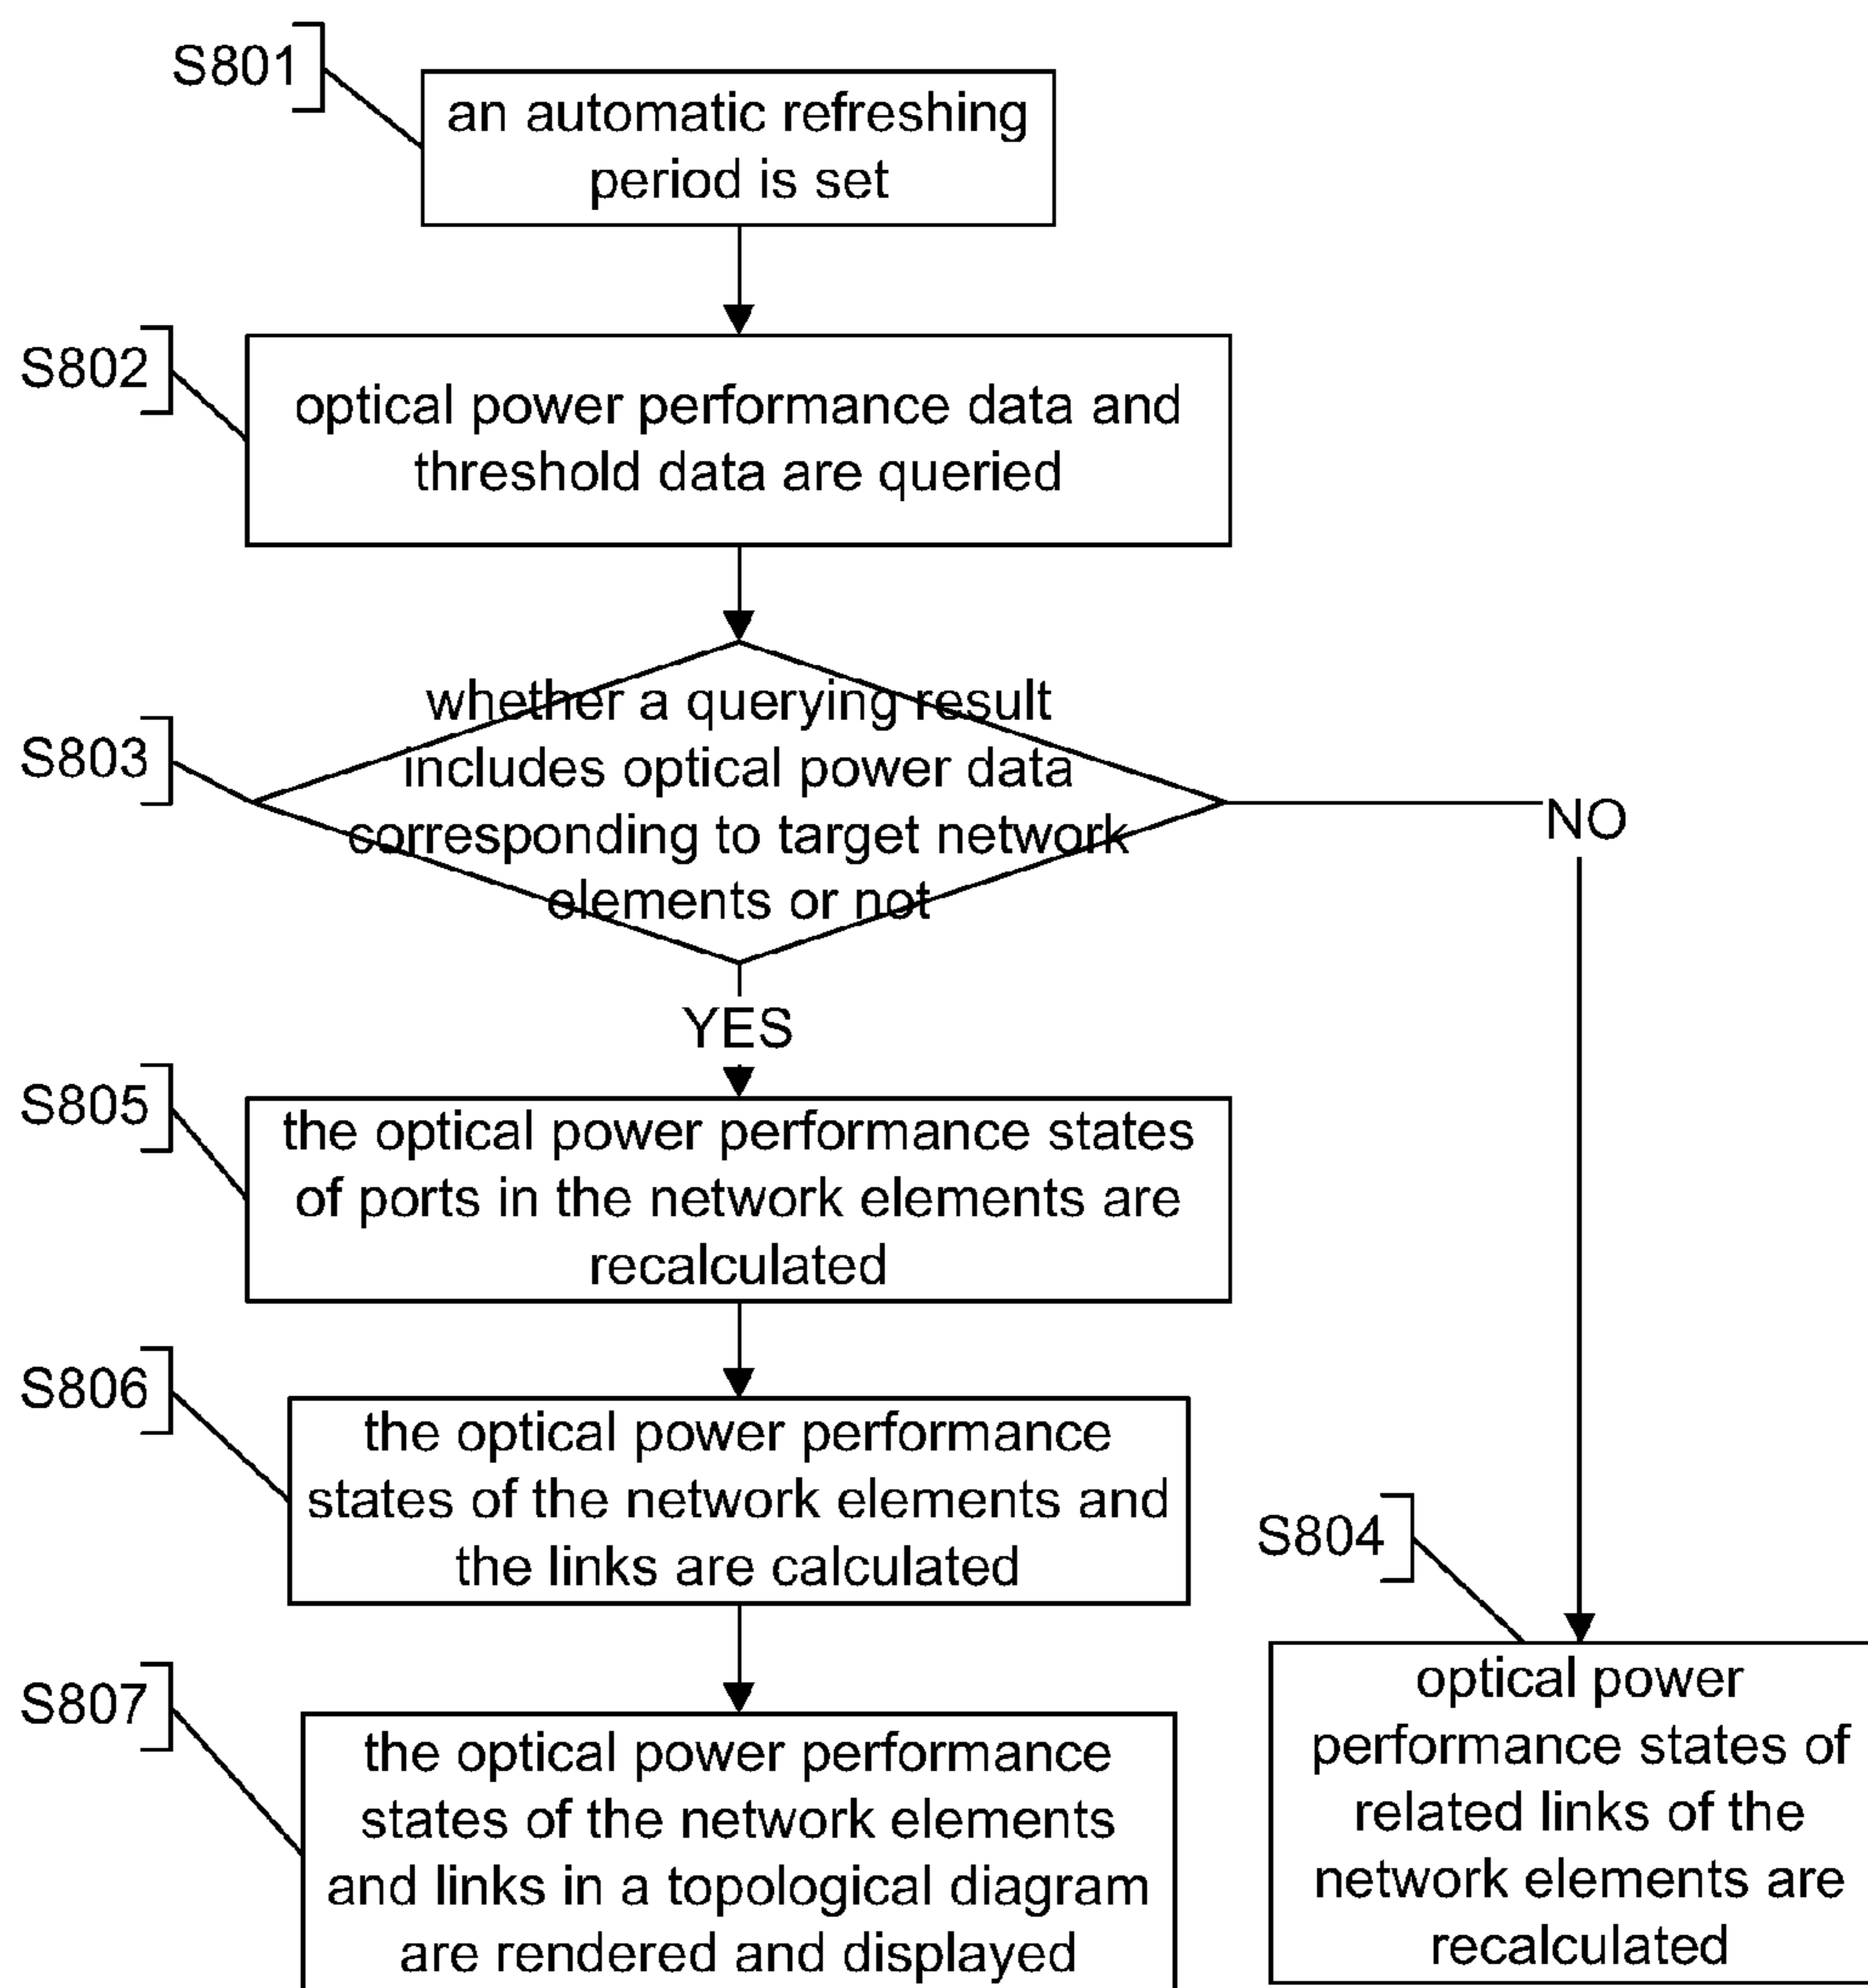 S801
an automatic refreshing
period is set
S802
optical power performance data and
threshold data are queried
S803
whether a querying result
includes optical power data
corresponding to target network
elements or not
NO
YES
S805
the optical power performance states
of ports in the network elements are
recalculated
S806
the optical power performance
states of the network elements and
the links are calculated
S804
optical power
performance states of
related links of the
network elements are
recalculated
S807
the optical power performance
states of the network elements
and links in a topological diagram
are rendered and displayed